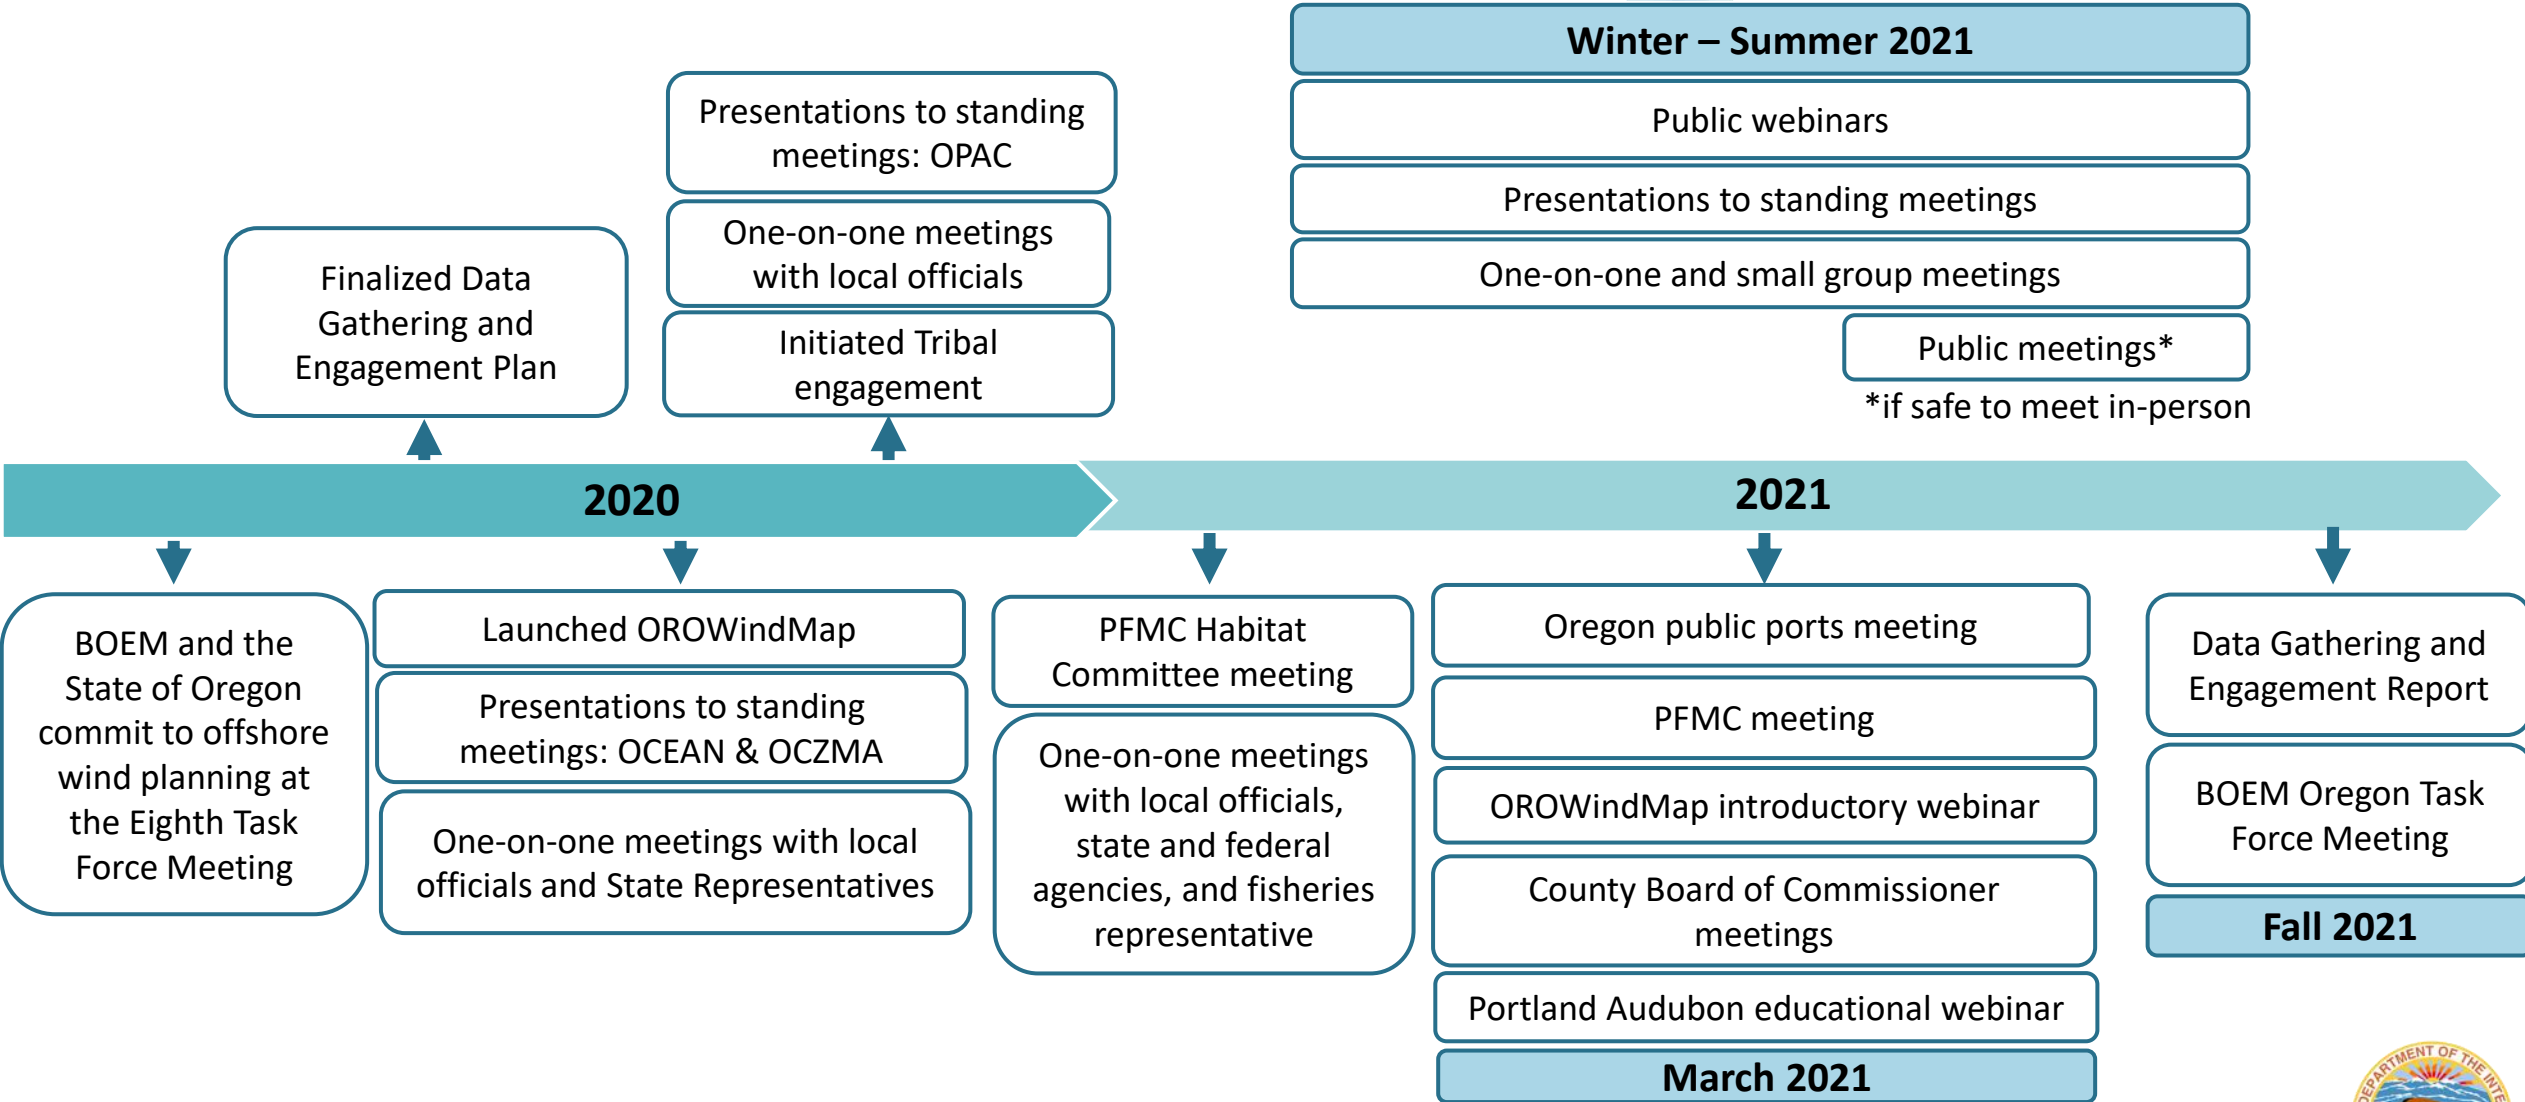 Winter – Summer 2021
Public webinars
Presentations to standing meetings
One-on-one and small group meetings
Public meetings*
*if safe to meet in-person
Presentations to standing
meetings: OPAC
One-on-one meetings
with local officials
Initiated Tribal
engagement
Finalized Data
Gathering and
Engagement Plan
2020
2021
BOEM and the
State of Oregon
commit to offshore
wind planning at
the Eighth Task
Force Meeting
Launched OROWindMap
Presentations to standing
meetings: OCEAN & OCZMA
One-on-one meetings with local
officials and State Representatives
PFMC Habitat
Committee meeting
One-on-one meetings
with local officials,
state and federal
agencies, and fisheries
representative
Oregon public ports meeting
PFMC meeting
OROWindMap introductory webinar
County Board of Commissioner
meetings
Portland Audubon educational webinar
March 2021
Data Gathering and
Engagement Report
BOEM Oregon Task
Force Meeting
Fall 2021
OF THE